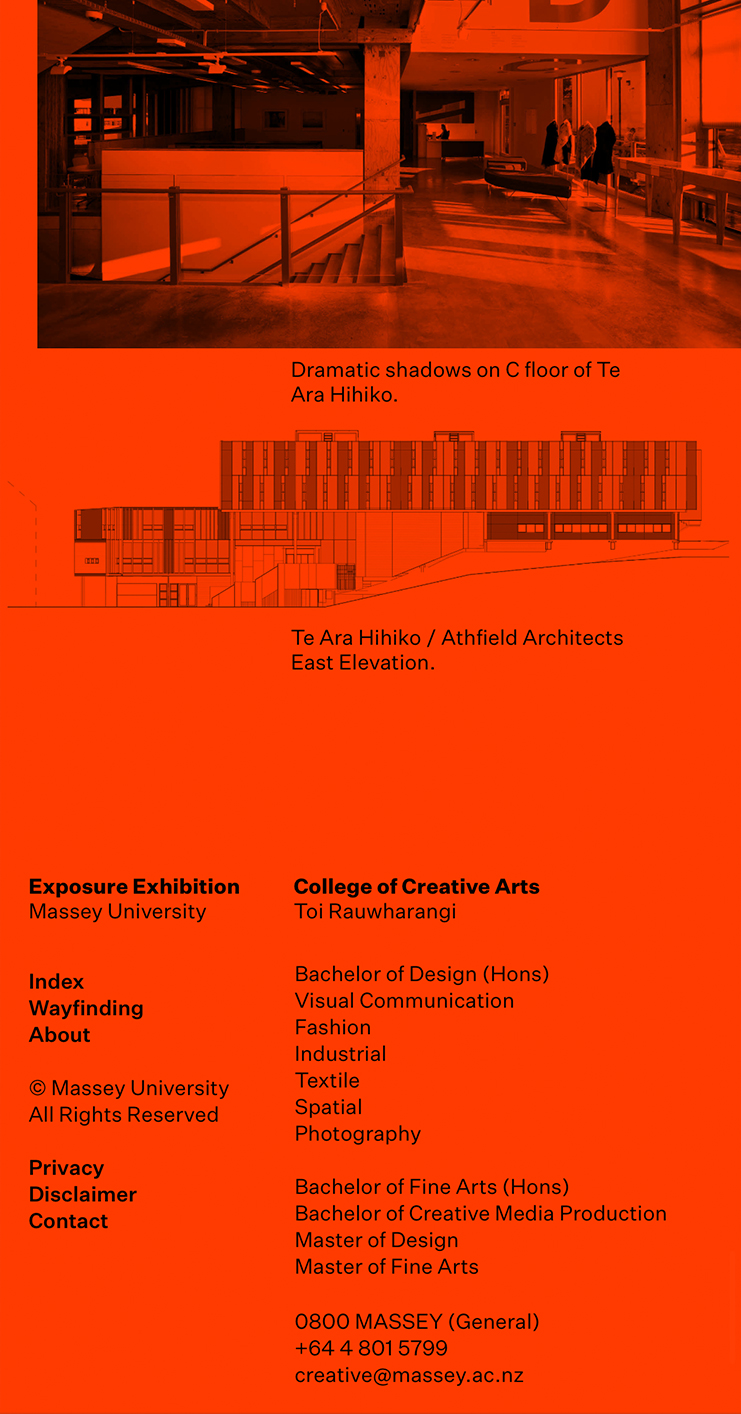 Dramatic shadows on C floor of Te
Ara Hihiko.
Te Ara Hihiko / Athfield Architects
East Elevation.
Exposure Exhibition
Massey University
Index
Wayfinding
About
© Massey University
All Rights Reserved
Privacy
Disclaimer
Contact
College of Creative Arts
Toi Rauwharangi
Bachelor of Design (Hons)
Visual Communication
Fashion
Industrial
Textile
Spatial
Photography
Bachelor of Fine Arts (Hons)
Bachelor of Creative Media Production
Master of Design
Master of Fine Arts
0800 MASSEY (General)
+64 4 801 5799
creative@massey.ac.nz